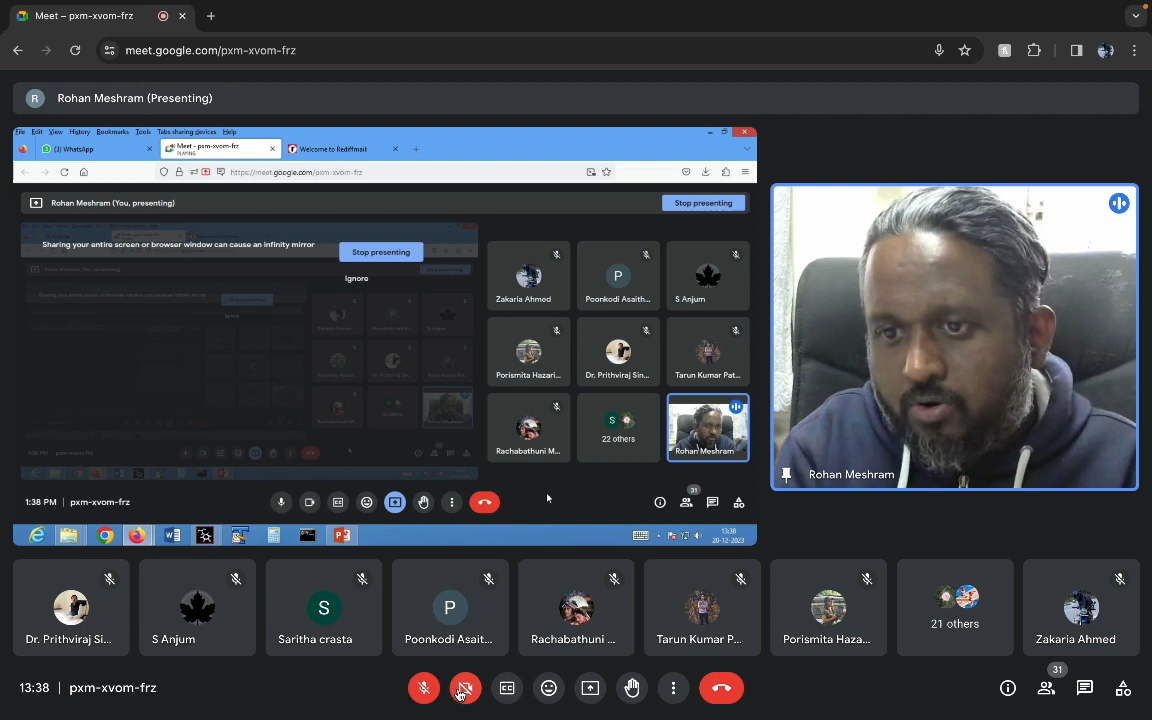 Meet – pxm-xvom-frz
meet.google.com/pxm-xvom-frz
R Rohan Meshram (Presenting)
File Edit View History Bookmarks Tools Tabs sharing devices Help
(3) WhatsApp
Meet - pxm-xvom-frz
PLAYING
Welcome to Rediffmail
https://meet.google.com/pxm-xvom-frz
Rohan Meshram (You, presenting)
Stop presenting
Sharing your entire screen or browser window can cause an infinity mirror
Stop presenting
Ignore
Zakaria Ahmed
P
Poonkodi Asaith...
S Anjum
Porismita Hazari...
Dr. Prithviraj Sin...
Tarun Kumar Pat...
Rachabathuni M...
S
22 others
Rohan Meshram
1:38 PM | pxm-xvom-frz
31
13:38
20-12-2023
Rohan Meshram
Dr. Prithviraj Si...
S Anjum
S
Saritha crasta
P
Poonkodi Asait...
Rachabathuni ...
Tarun Kumar P...
Porismita Haza...
21 others
Zakaria Ahmed
13:38 | pxm-xvom-frz
31